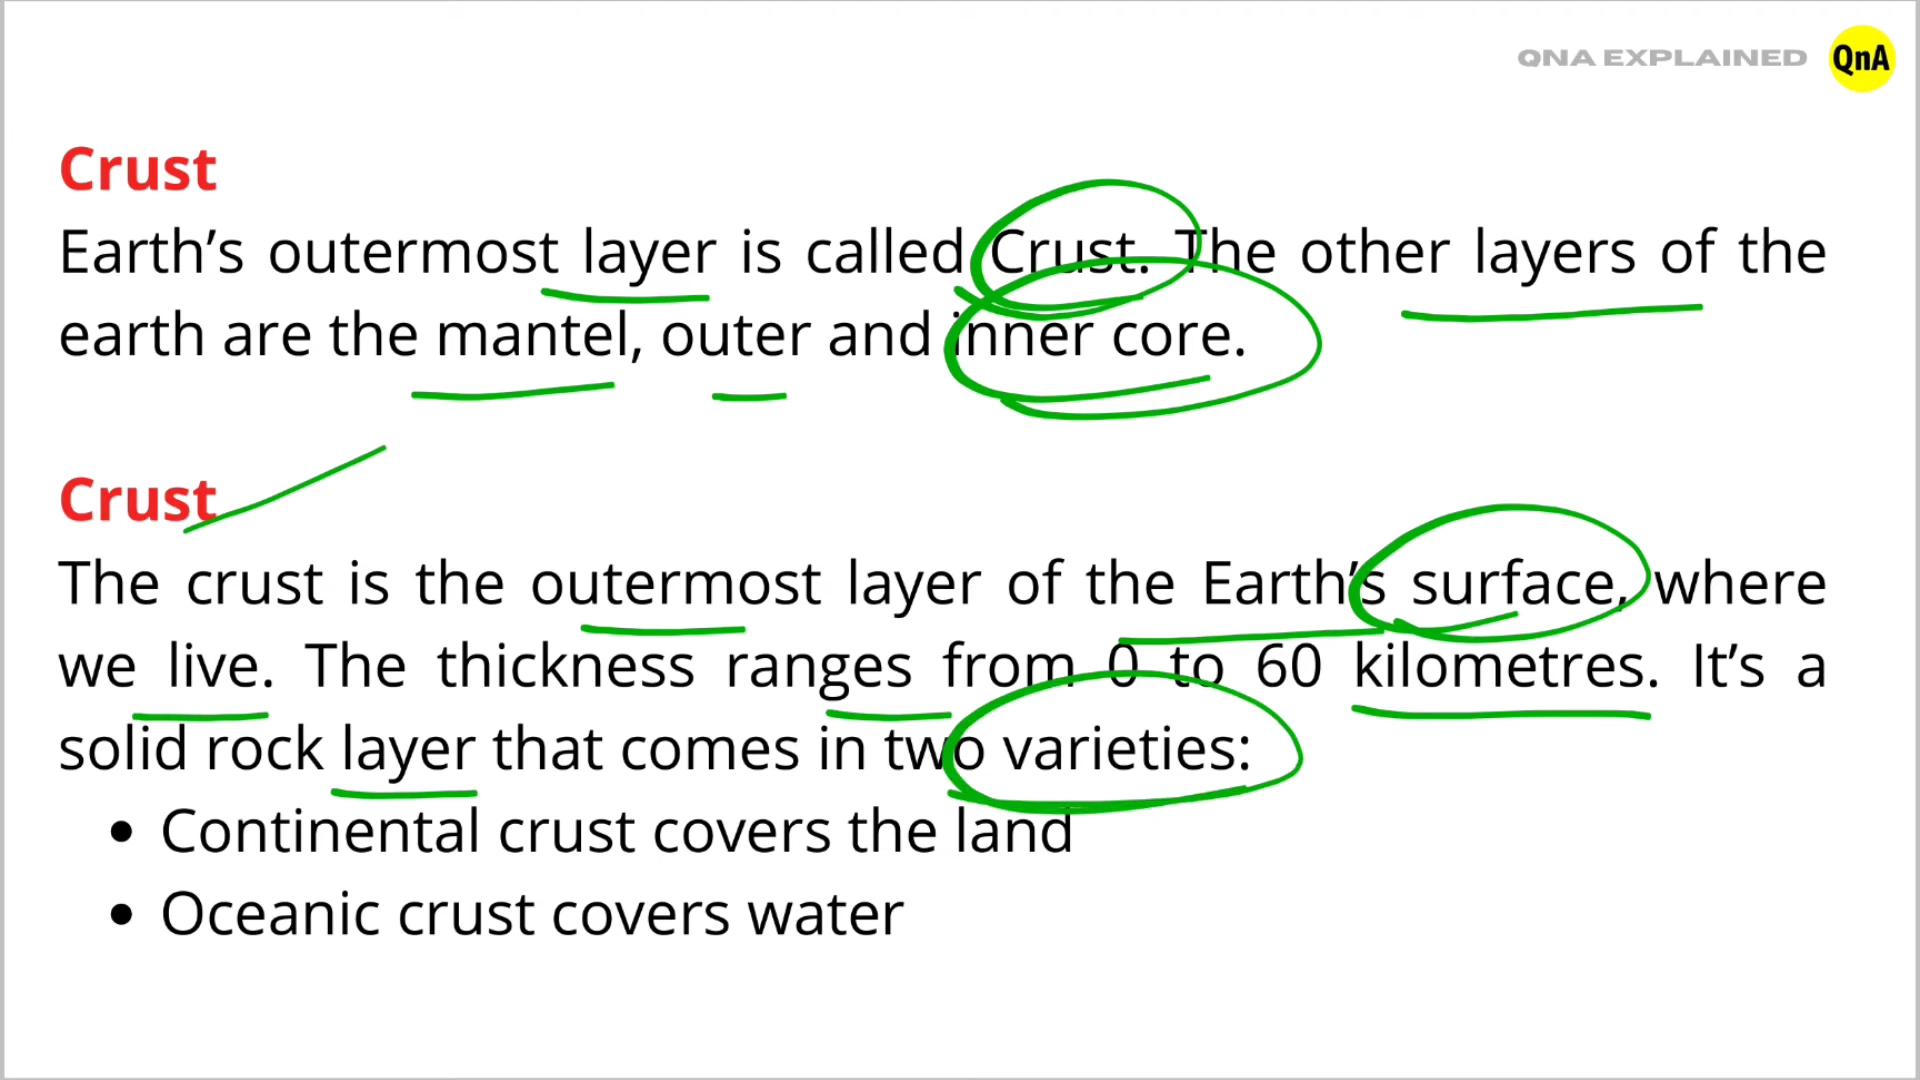 QNA EXPLAINED QnA
Crust
Earth’s outermost layer is called Crust. The other layers of the
earth are the mantel, outer and inner core.
Crust
The crust is the outermost layer of the Earth’s surface, where
we live. The thickness ranges from 0 to 60 kilometres. It’s a
solid rock layer that comes in two varieties:
• Continental crust covers the land
• Oceanic crust covers water